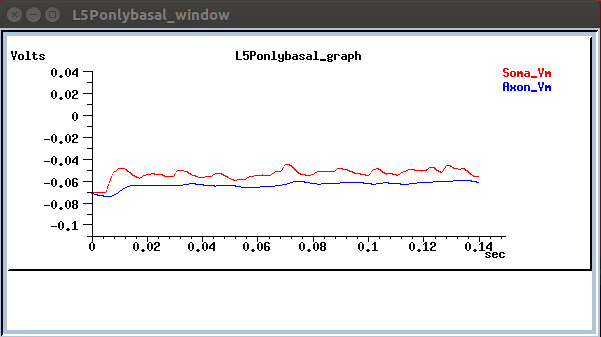 L5Ponlybasal_window
Volts
L5Ponlybasal_graph
Soma_Vm
Axon_Vm
0.04
0.02
0
-0.02
-0.04
-0.06
-0.08
-0.1
0 0.02 0.04 0.06 0.08 0.1 0.12 0.14
sec